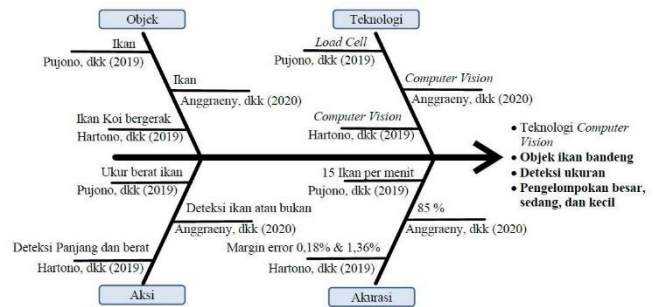 Objek
Teknologi
Ikan
Pujono, dkk (2019)
Ikan
Anggraeny, dkk (2020)
Ikan Koi bergerak
Hartono, dkk (2019)
Load Cell
Pujono, dkk (2019)
Computer Vision
Anggraeny, dkk (2020)
Computer Vision
Hartono, dkk (2019)
• Teknologi Computer
Vision
• Objek ikan bandeng
• Deteksi ukuran
• Pengelompokan besar,
sedang, dan kecil
Ukur berat ikan
Pujono, dkk (2019)
Deteksi ikan atau bukan
Anggraeny, dkk (2020)
Deteksi Panjang dan berat
Hartono, dkk (2019)
15 Ikan per menit
Pujono, dkk (2019)
85 %
Anggraeny, dkk (2020)
Margin error 0,18% & 1,36%
Hartono, dkk (2019)
Aksi
Akurasi